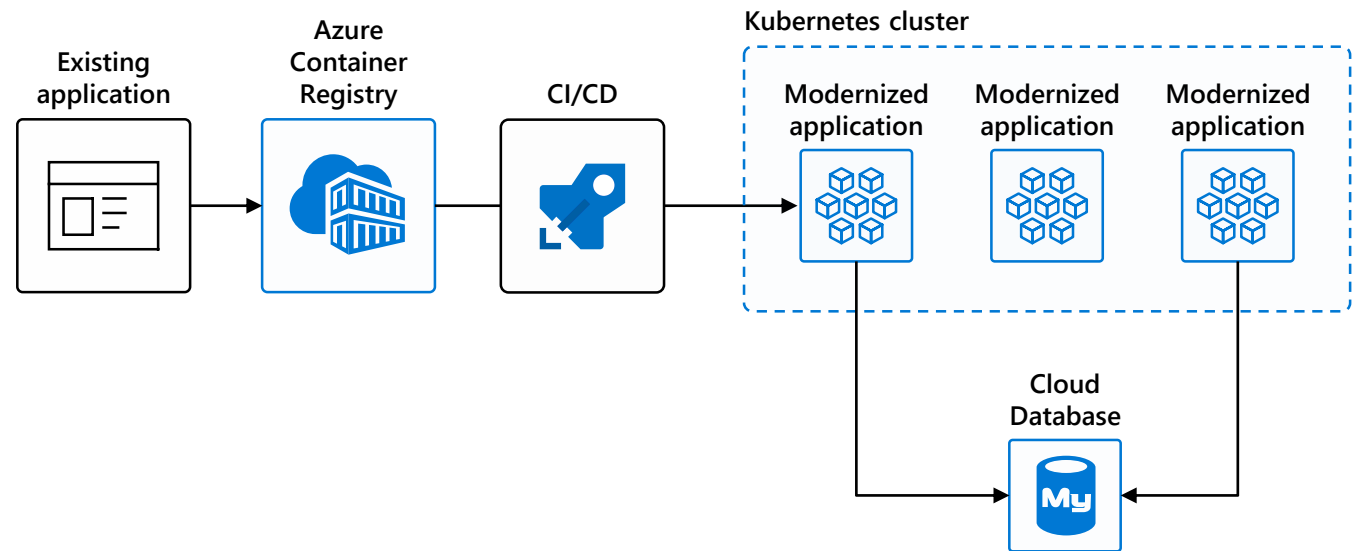 Existing
application
Azure
Container
Registry
CI/CD
Kubernetes cluster
Modernized
application
Modernized
application
Modernized
application
Cloud
Database
My